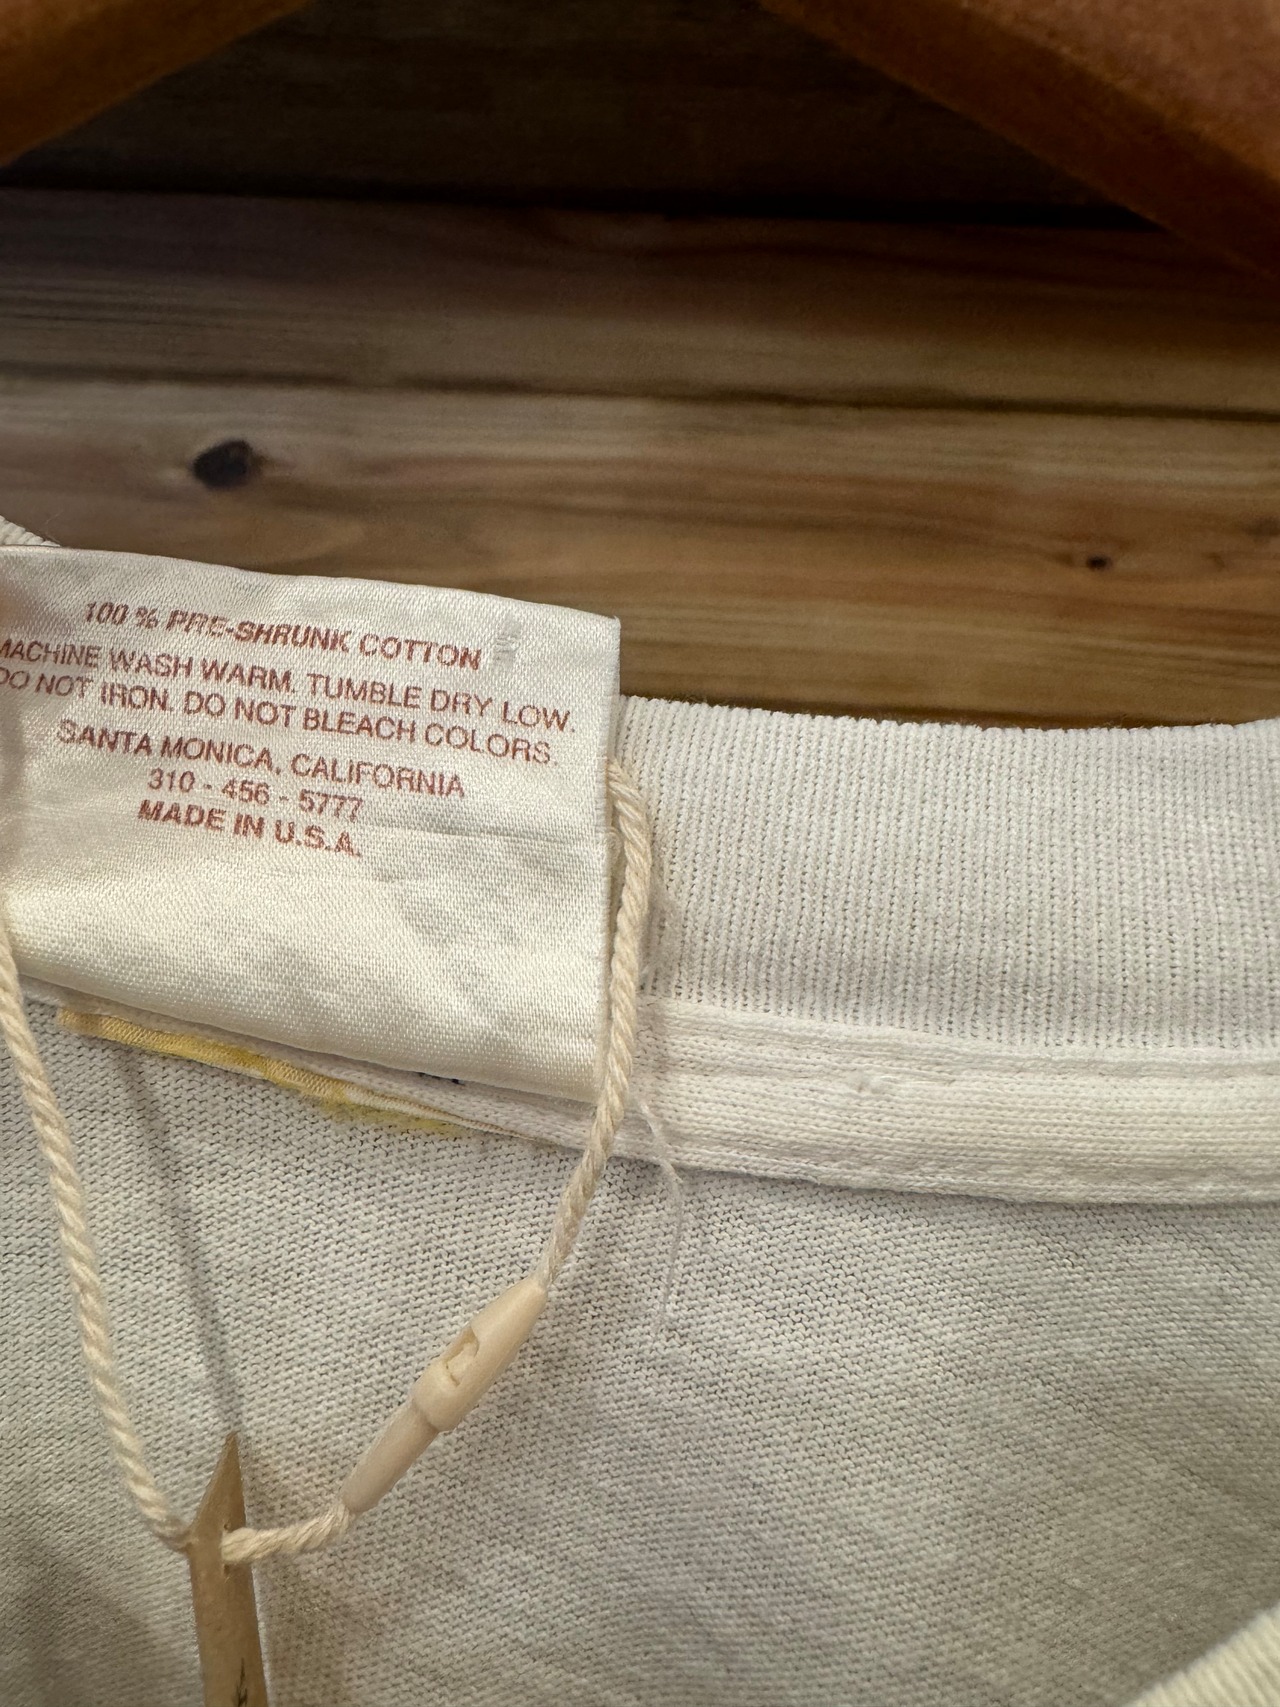 100 % PRE-SHRUNK COTTON
MACHINE WASH WARM. TUMBLE DRY LOW.
DO NOT IRON. DO NOT BLEACH COLORS.
SANTA MONICA, CALIFORNIA
310 - 456 - 5777
MADE IN U.S.A.